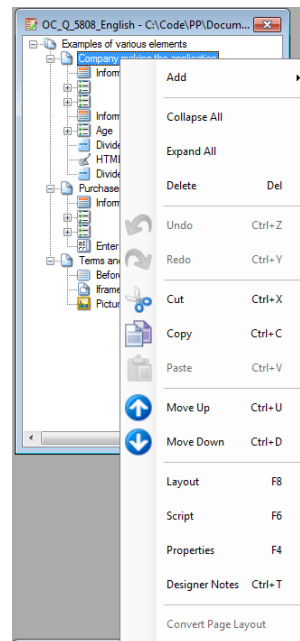 OC_Q_5808_English - C:\Code\PP\Docum...
Examples of various elements
Company making the application
Inform
Inform
Age
Divide
HTML
Divide
Purchase
Inform
Enter
Terms an
Before
Iframe
Pictur
Add
Collapse All
Expand All
Delete Del
Undo Ctrl+Z
Redo Ctrl+Y
Cut Ctrl+X
Copy Ctrl+C
Paste Ctrl+V
Move Up Ctrl+U
Move Down Ctrl+D
Layout F8
Script F6
Properties F4
Designer Notes Ctrl+T
Convert Page Layout